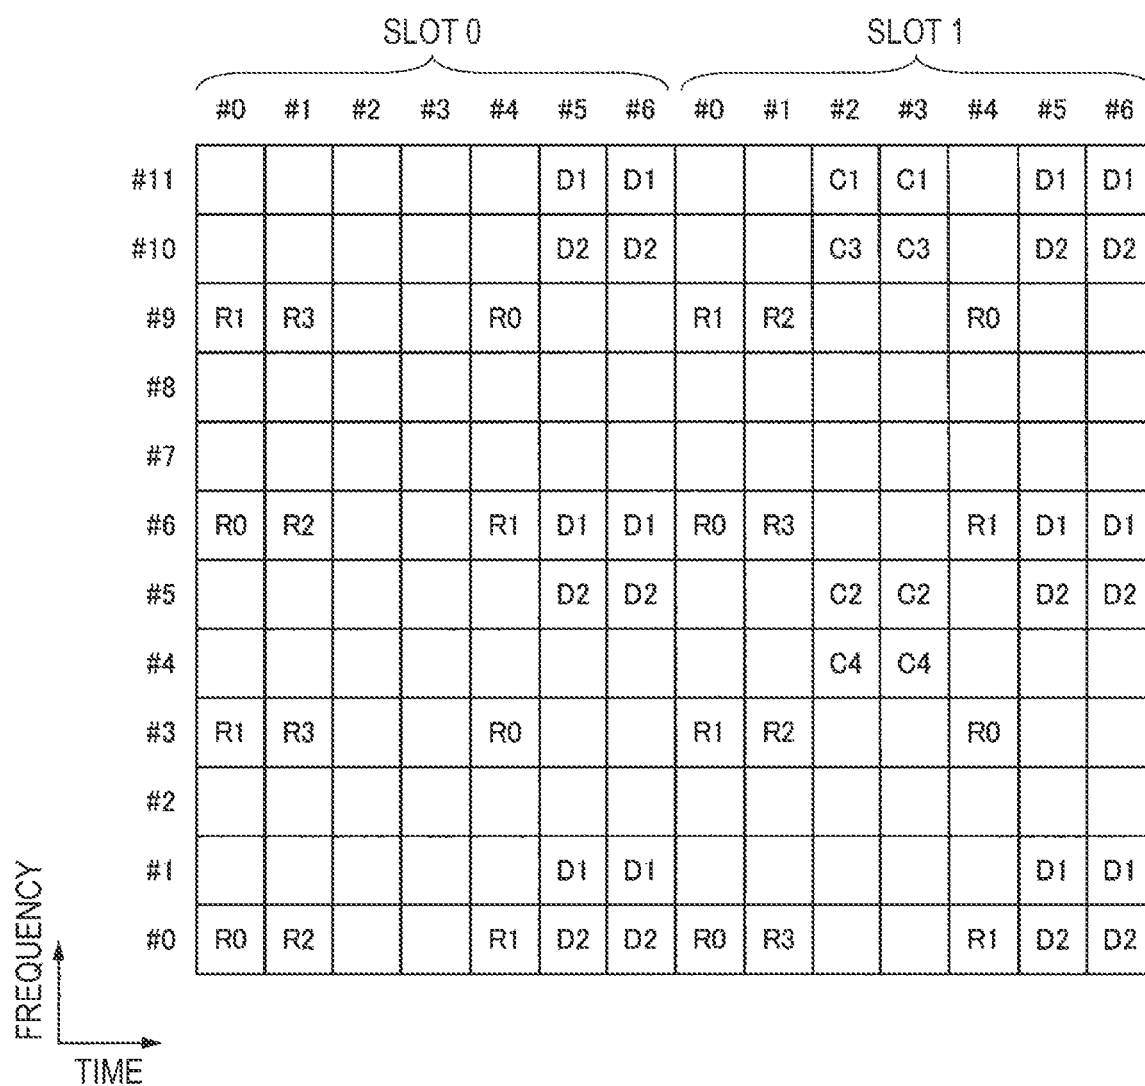 SLOT 0 SLOT 1
#0 #1 #2 #3 #4 #5 #6 #0 #1 #2 #3 #4 #5 #6
#11 D1 D1 C1 C1 D1 D1
#10 D2 D2 C3 C3 D2 D2
#9 R1 R3 R0 R1 R2 R0
#8
#7
#6 R0 R2 R1 D1 D1 R0 R3 R1 D1 D1
#5 D2 D2 C2 C2 D2 D2
#4 C4 C4
#3 R1 R3 R0 R1 R2 R0
#2
#1 D1 D1 D1 D1
#0 R0 R2 R1 D2 D2 R0 R3 R1 D2 D2
FREQUENCY
TIME